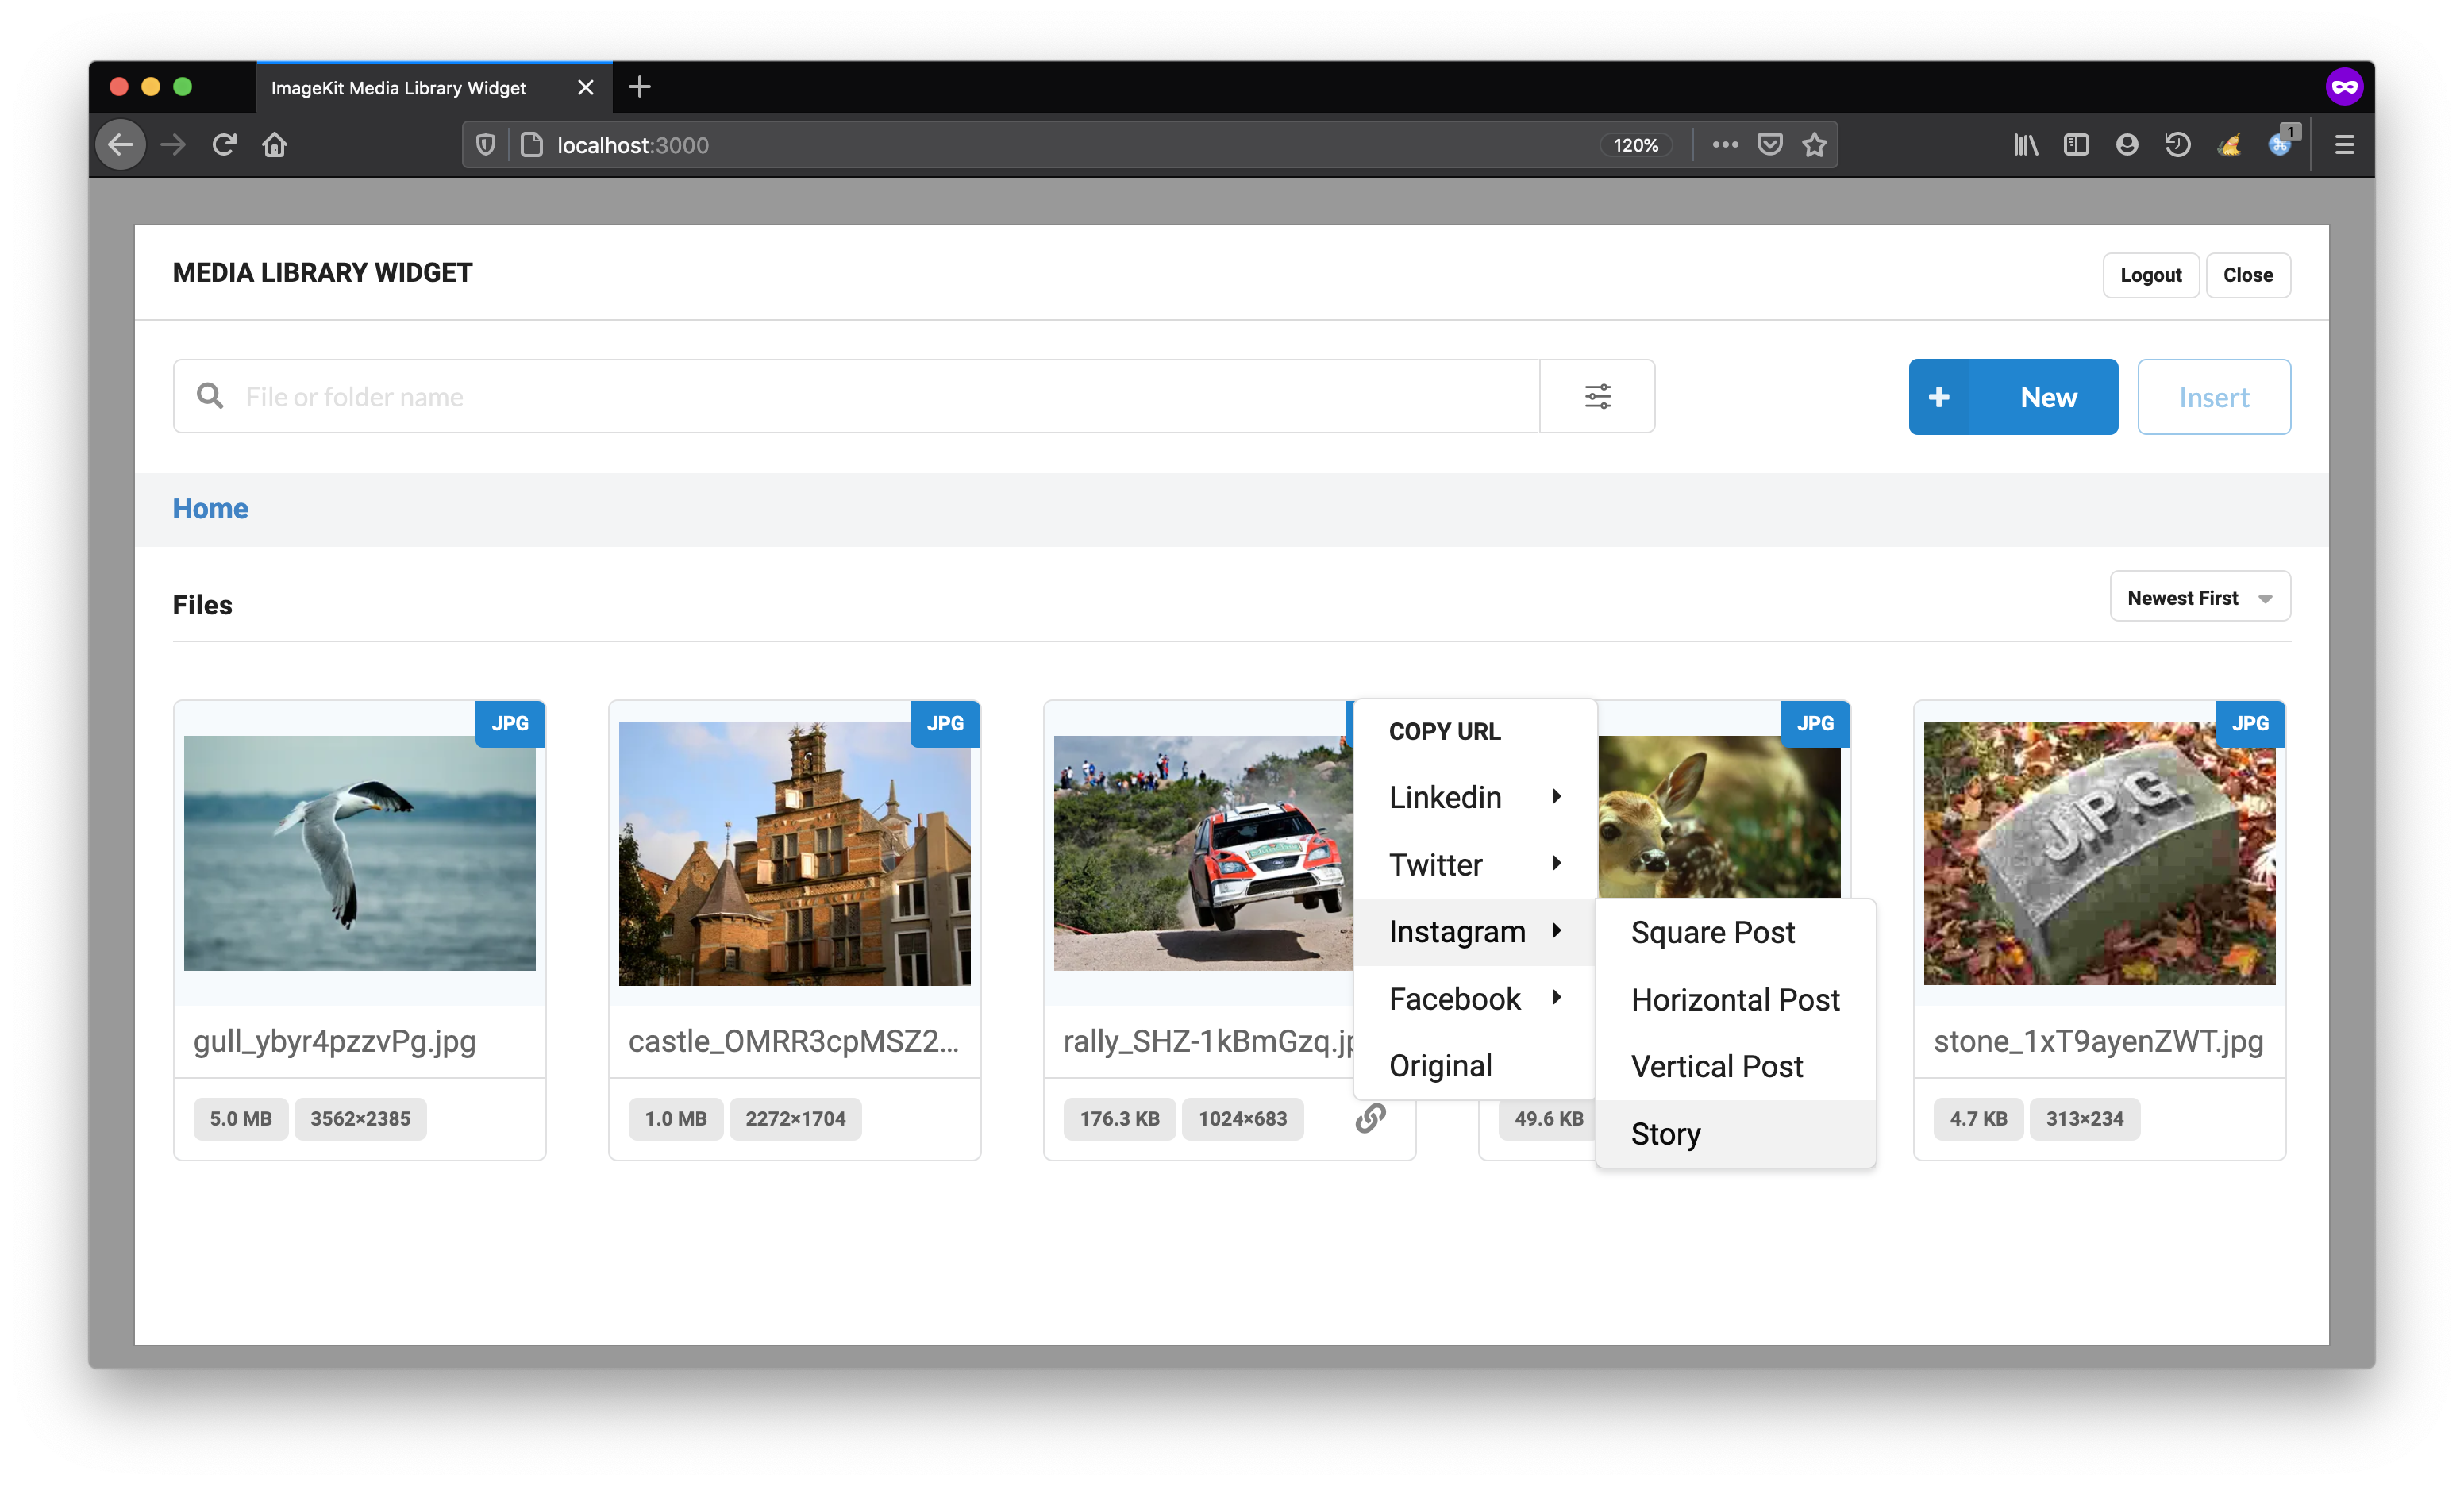 ImageKit Media Library Widget
localhost:3000
120%
1
MEDIA LIBRARY WIDGET
Logout
Close
File or folder name
New
Insert
Home
Files
Newest First
JPG
JPG
JPG
JPG
J.P.G.
COPY URL
Linkedin
Twitter
Instagram
Facebook
Original
Square Post
Horizontal Post
Vertical Post
Story
gull_ybyr4pzzvPg.jpg
castle_OMRR3cpMSZ2...
rally_SHZ-1kBmGzq.jp
stone_1xT9ayenZWT.jpg
5.0 MB 3562×2385
1.0 MB 2272×1704
176.3 KB 1024×683
49.6 KB
4.7 KB 313×234